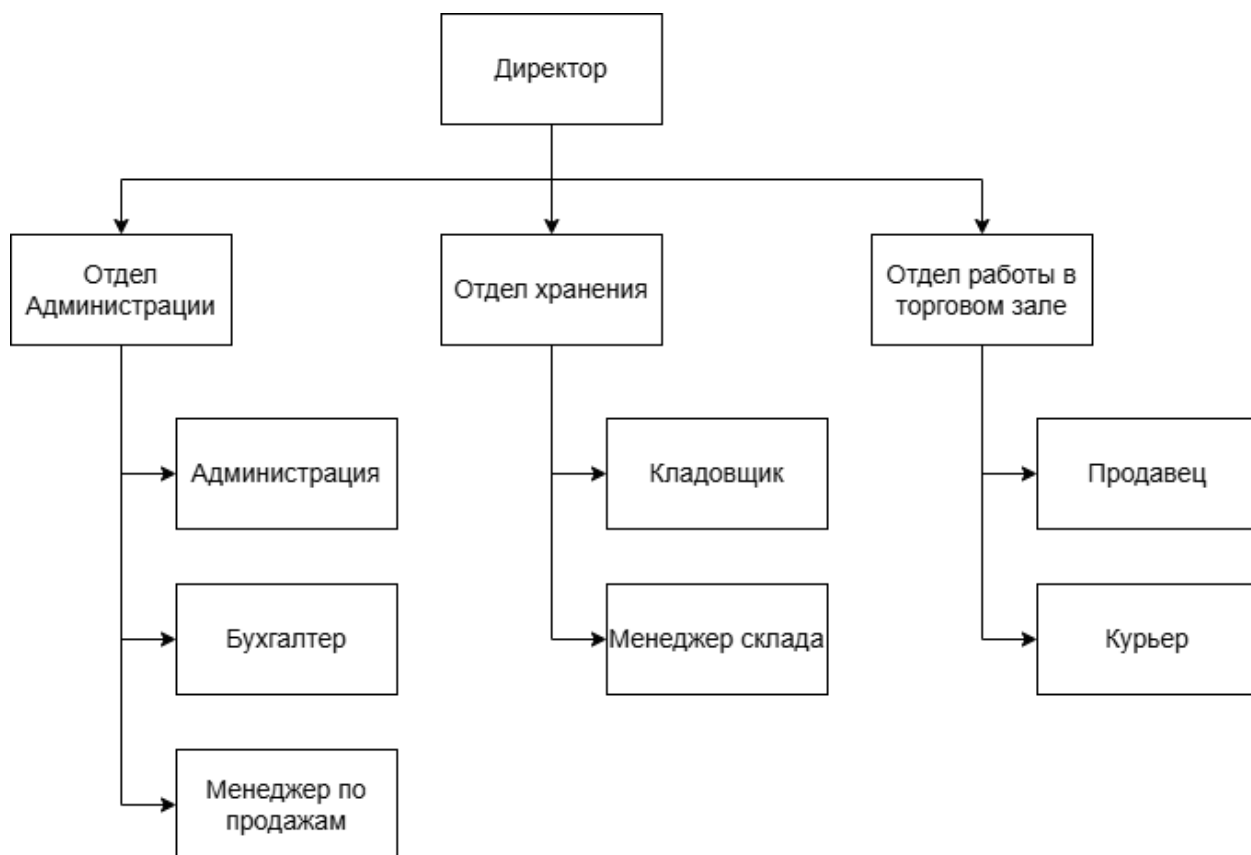 Директор
Отдел
Администрации
Отдел хранения
Отдел работы в
торговом зале
Администрация
Кладовщик
Продавец
Бухгалтер
Менеджер склада
Курьер
Менеджер по
продажам